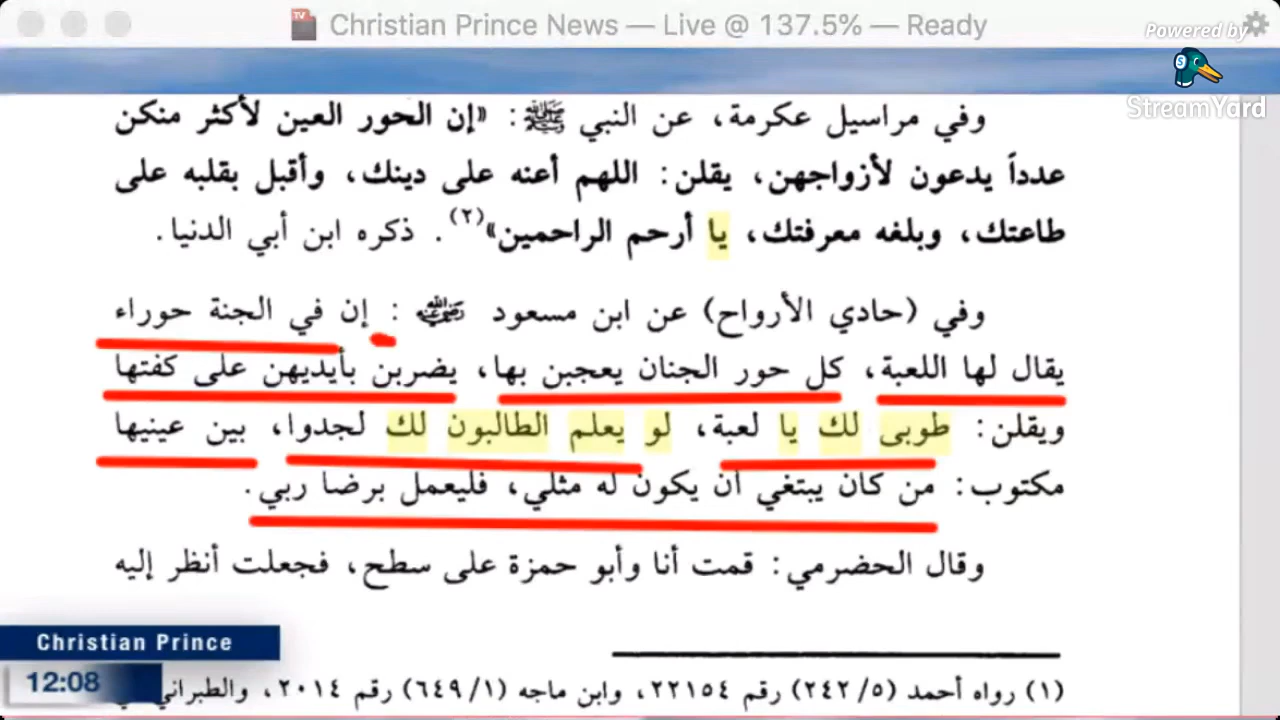 Christian Prince News — Live @ 137.5% — Ready
Powered by
StreamYard
وفي مراسيل عكرمة، عن النبي ﷺ: «إن الحور العين لأكثر منكن
عدداً يدعون لأزواجهن، يقلن: اللهم أعنه على دينك، وأقبل بقلبه على
طاعتك، وبلغه معرفتك، يا أرحم الراحمين»(٢). ذكره ابن أبي الدنيا.
وفي (حادي الأرواح) عن ابن مسعود رضي الله عنه: إن في الجنة حوراء
يقال لها اللعبة، كل حور الجنان يعجبن بها، يضربن بأيديهن على كفتها
ويقلن: طوبى لك يا لعبة، لو يعلم الطالبون لك لجدوا، بين عينيها
مكتوب: من كان يبتغي أن يكون له مثلي، فليعمل برضا ربي.
وقال الحضرمي: قمت أنا وأبو حمزة على سطح، فجعلت أنظر إليه
Christian Prince
12:08
(١) رواه أحمد (٥/ ٢٤٢) رقم ٢٢١٥٤، وابن ماجه (١/ ٦٤٩) رقم ٢٠١٤، والطبراني